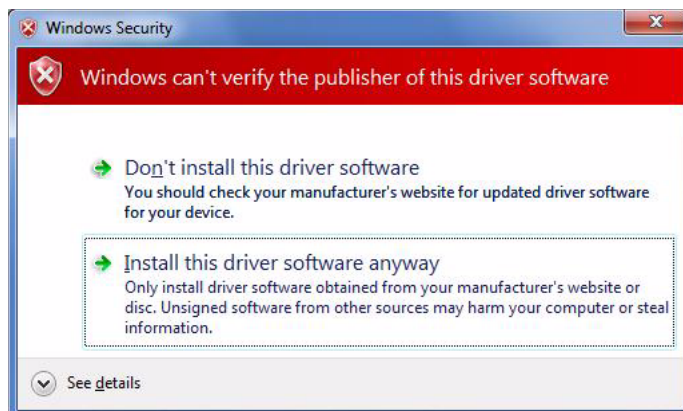 Windows Security
Windows can't verify the publisher of this driver software
Don't install this driver software
You should check your manufacturer's website for updated driver software
for your device.
Install this driver software anyway
Only install driver software obtained from your manufacturer's website or
disc. Unsigned software from other sources may harm your computer or steal
information.
See details